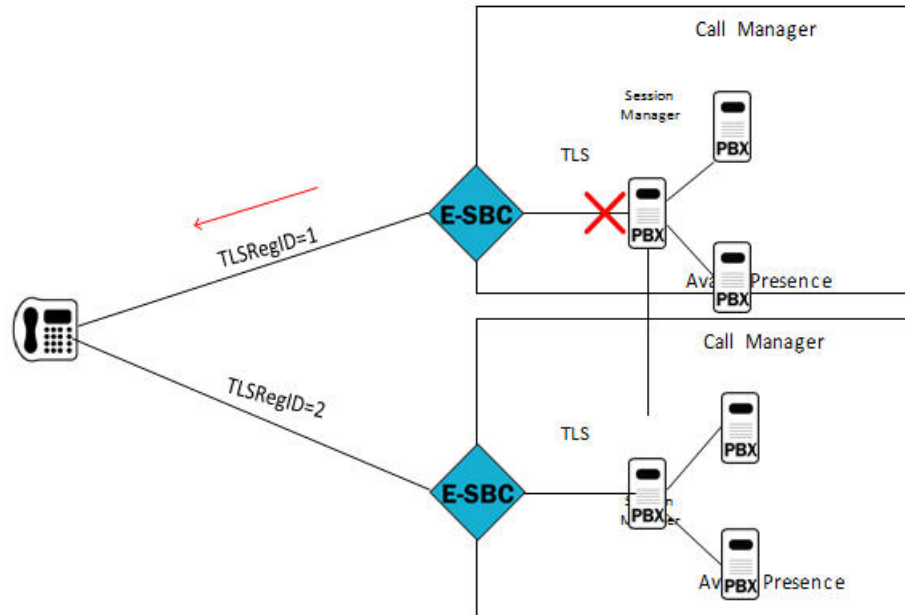 Call Manager
Session
Manager
PBX
TLS
E-SBC
PBX
TLSRegID=1
PBX
Presence
Call Manager
TLSRegID=2
TLS
PBX
E-SBC
PBX
PBX
Presence